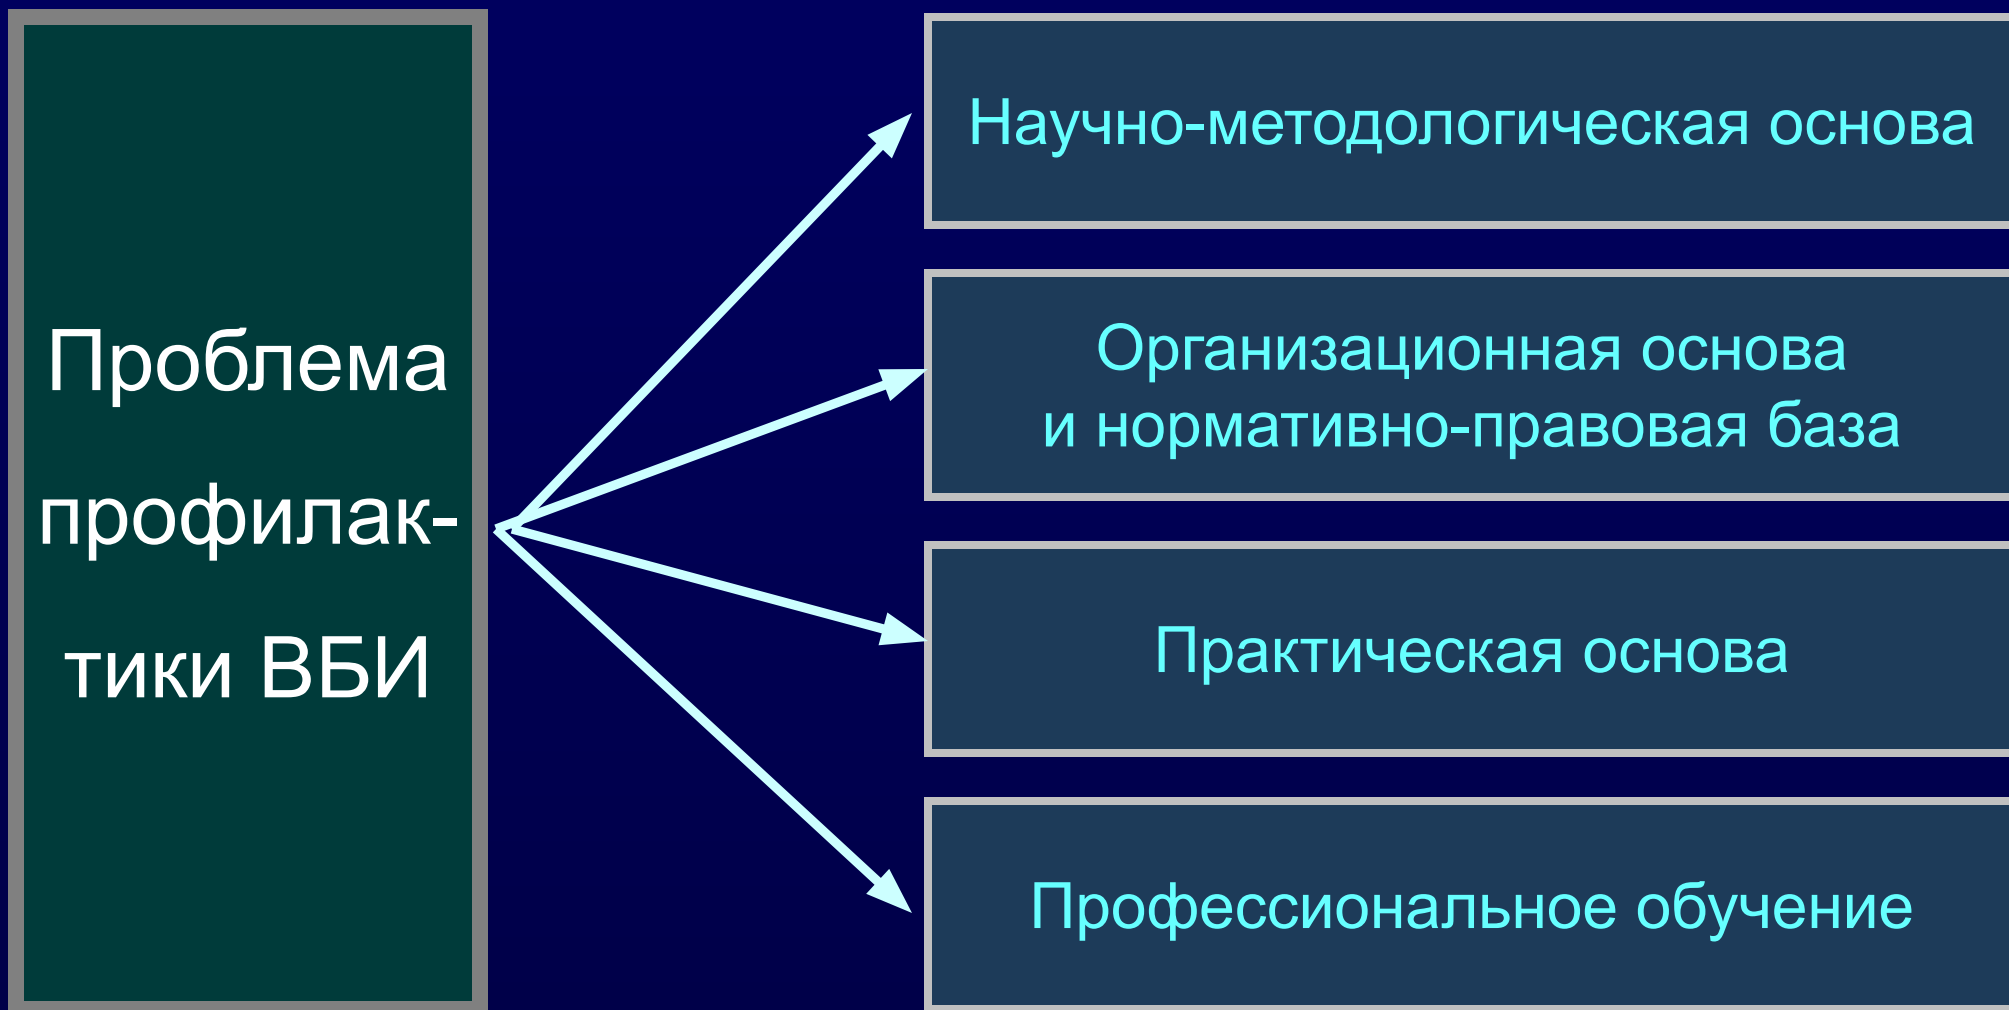 Проблема
профилак-
тики ВБИ
Научно-методологическая основа
Организационная основа
и нормативно-правовая база
Практическая основа
Профессиональное обучение